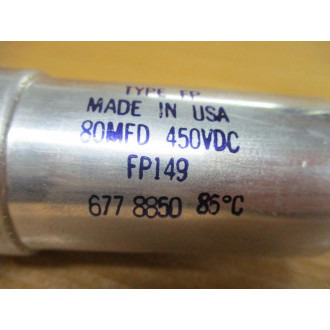 TYPE FP
MADE IN USA
80MFD 450VDC
FP149
677 8850 85°C